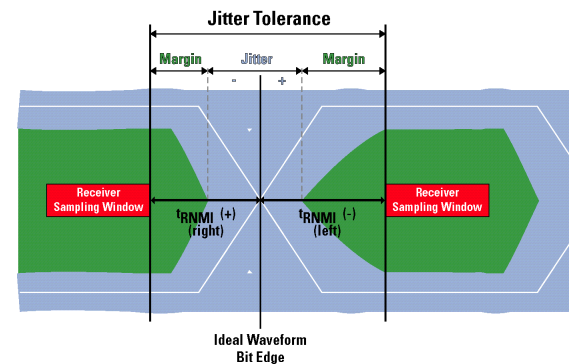 Jitter Tolerance
Margin Jitter Margin
- +
Receiver
Sampling Window
tRNMI (+)
(right)
tRNMI (-)
(left)
Receiver
Sampling Window
Ideal Waveform
Bit Edge